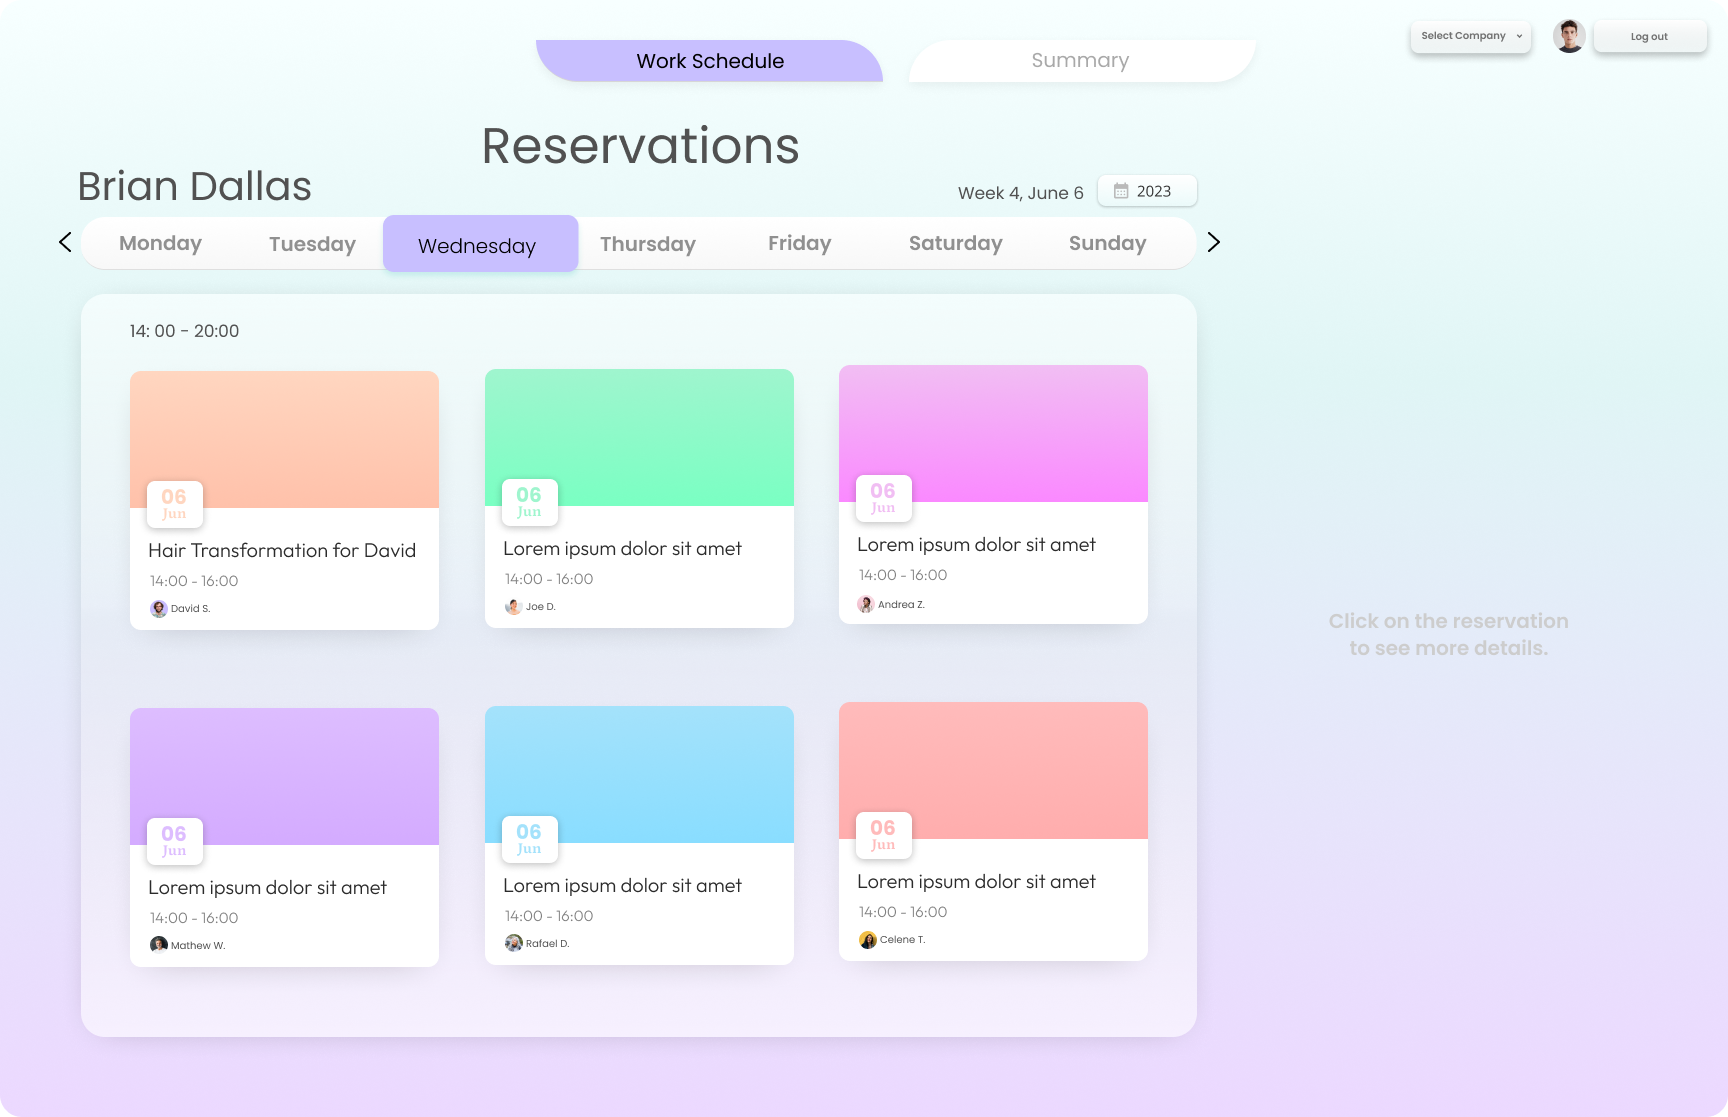 Work Schedule
Summary
Select Company
Log out
Reservations
Brian Dallas
Week 4, June 6
2023
Monday
Tuesday
Wednesday
Thursday
Friday
Saturday
Sunday
14: 00 - 20:00
06
Jun
Hair Transformation for David
14:00 - 16:00
David S.
06
Jun
Lorem ipsum dolor sit amet
14:00 - 16:00
Joe D.
06
Jun
Lorem ipsum dolor sit amet
14:00 - 16:00
Andrea Z.
Click on the reservation
to see more details.
06
Jun
Lorem ipsum dolor sit amet
14:00 - 16:00
Mathew W.
06
Jun
Lorem ipsum dolor sit amet
14:00 - 16:00
Rafael D.
06
Jun
Lorem ipsum dolor sit amet
14:00 - 16:00
Celene T.